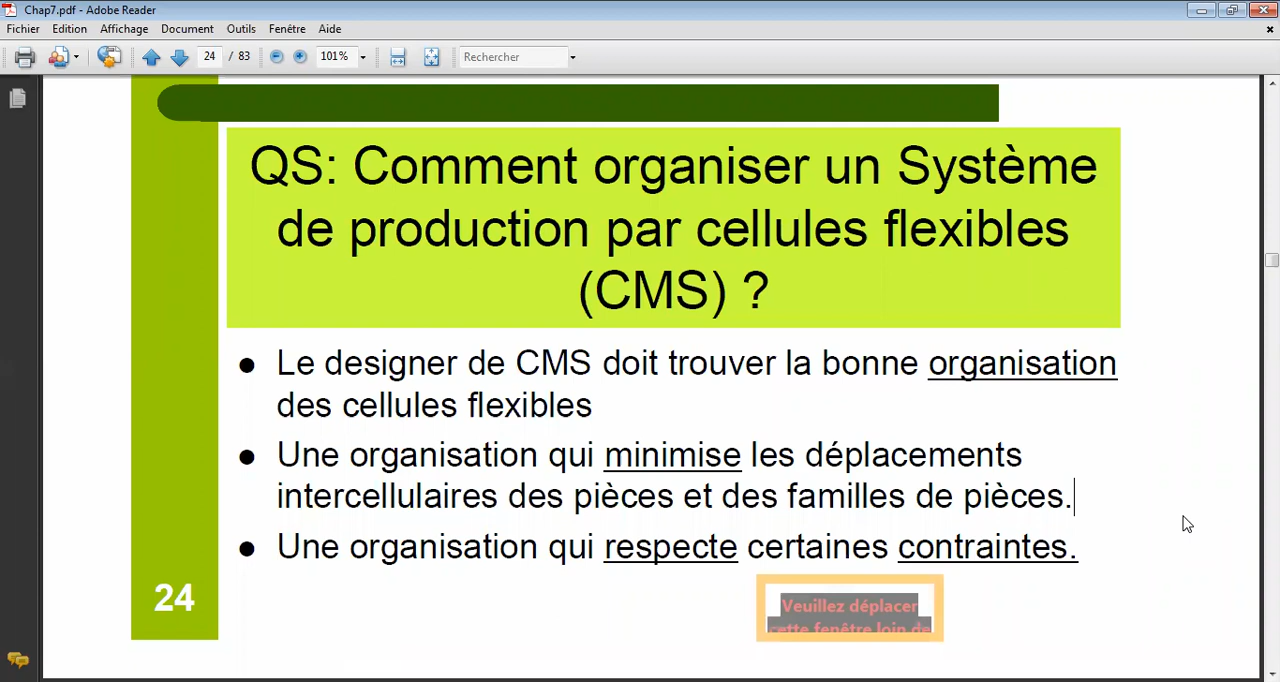 Chap7.pdf - Adobe Reader
Fichier Edition Affichage Document Outils Fenêtre Aide
24 / 83 101% Rechercher
QS: Comment organiser un Système
de production par cellules flexibles
(CMS) ?
● Le designer de CMS doit trouver la bonne organisation
des cellules flexibles
● Une organisation qui minimise les déplacements
intercellulaires des pièces et des familles de pièces.
● Une organisation qui respecte certaines contraintes.
24
Veuillez déplacer
cette fenêtre loin de